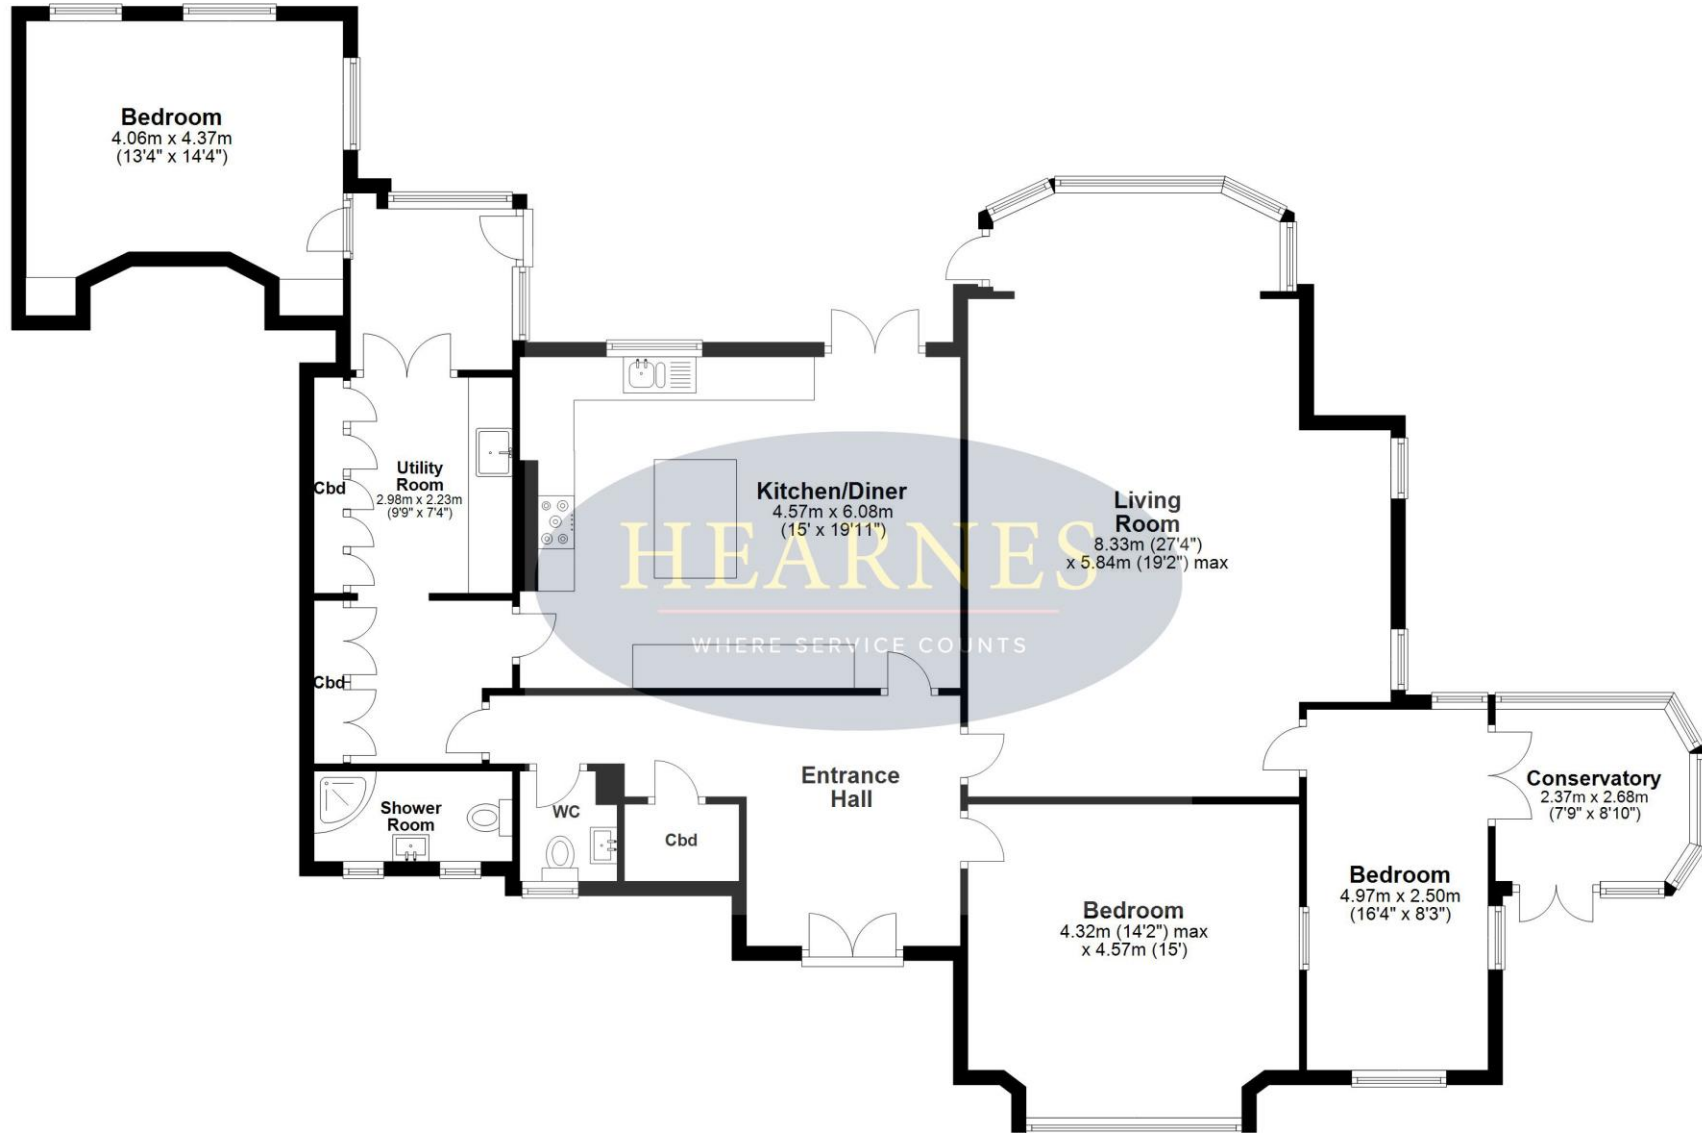 Bedroom
4.06m x 4.37m
(13'4" x 14'4")
Cbd
Utility
Room
2.98m x 2.23m
(9'9" x 7'4")
Kitchen/Diner
4.57m x 6.08m
(15' x 19'11")
Living
Room
8.33m (27'4")
x 5.84m (19'2") max
HEARNES
WHERE SERVICE COUNTS
Cbd
Entrance
Hall
Shower
Room
WC
Cbd
Conservatory
2.37m x 2.68m
(7'9" x 8'10")
Bedroom
4.32m (14'2") max
x 4.57m (15')
Bedroom
4.97m x 2.50m
(16'4" x 8'3")